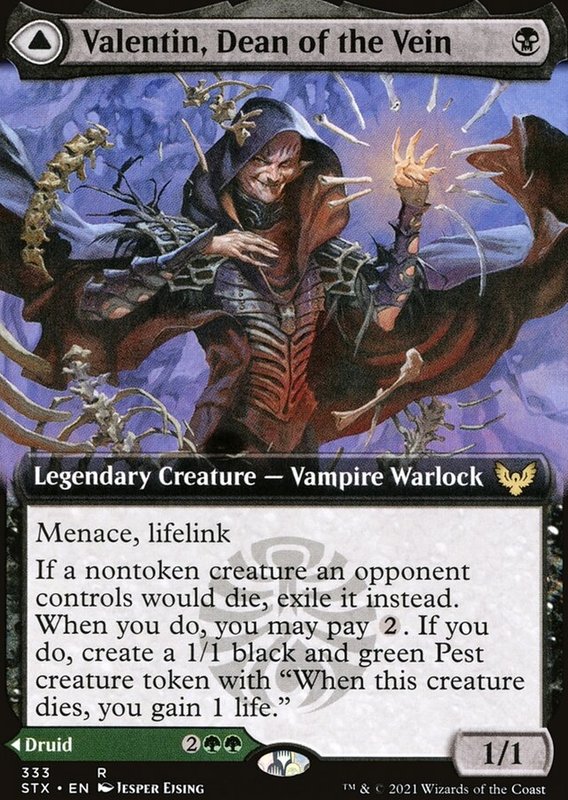 Valentin, Dean of the Vein
Legendary Creature — Vampire Warlock
Menace, lifelink
If a nontoken creature an opponent
controls would die, exile it instead.
When you do, you may pay 2. If you
do, create a 1/1 black and green Pest
creature token with “When this creature
dies, you gain 1 life.”
Druid 2
1/1
333 R
STX • EN Jesper Eising
™ & © 2021 Wizards of the Coast